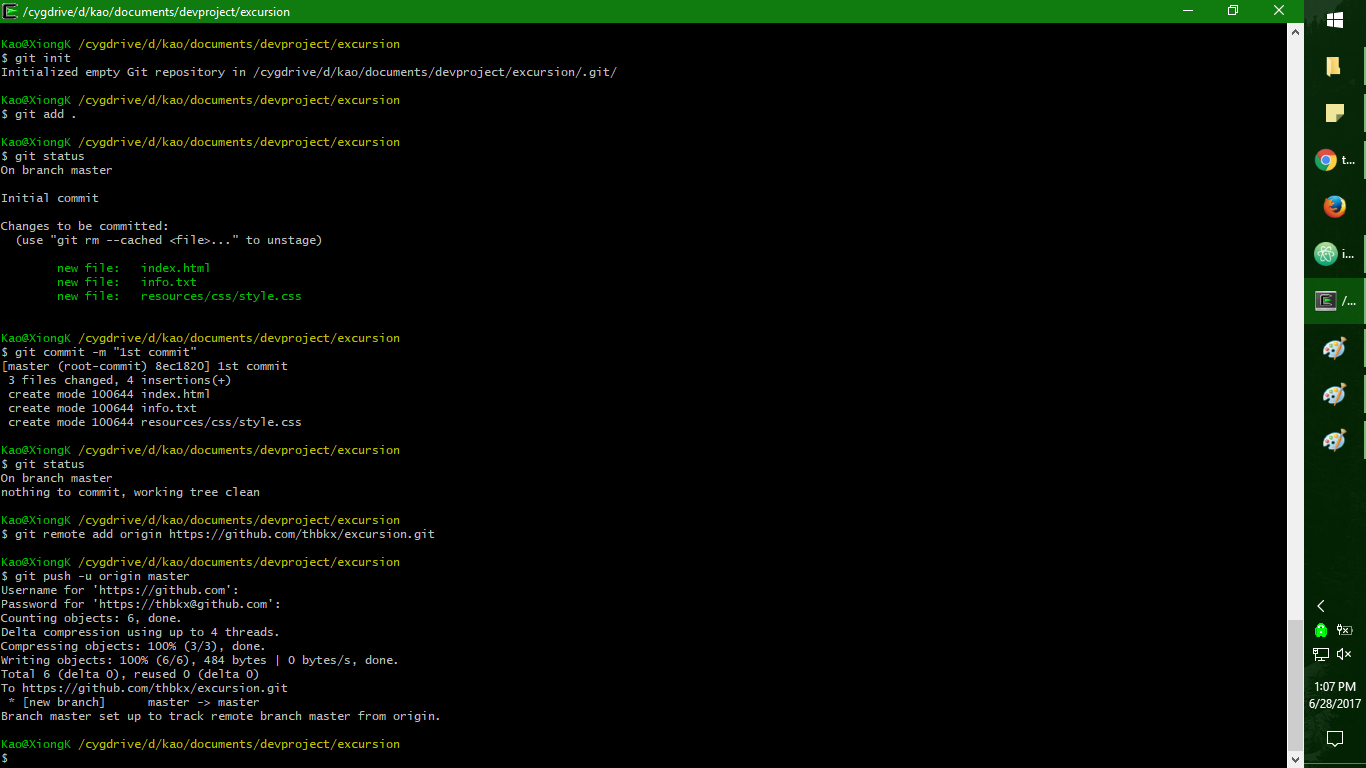 /cygdrive/d/kao/documents/devproject/excursion
Kao@XiongK /cygdrive/d/kao/documents/devproject/excursion
$ git init
Initialized empty Git repository in /cygdrive/d/kao/documents/devproject/excursion/.git/
Kao@XiongK /cygdrive/d/kao/documents/devproject/excursion
$ git add .
Kao@XiongK /cygdrive/d/kao/documents/devproject/excursion
$ git status
On branch master
Initial commit
Changes to be committed:
  (use "git rm --cached <file>..." to unstage)
        new file:   index.html
        new file:   info.txt
        new file:   resources/css/style.css
Kao@XiongK /cygdrive/d/kao/documents/devproject/excursion
$ git commit -m "1st commit"
[master (root-commit) 8ec1820] 1st commit
 3 files changed, 4 insertions(+)
 create mode 100644 index.html
 create mode 100644 info.txt
 create mode 100644 resources/css/style.css
Kao@XiongK /cygdrive/d/kao/documents/devproject/excursion
$ git status
On branch master
nothing to commit, working tree clean
Kao@XiongK /cygdrive/d/kao/documents/devproject/excursion
$ git remote add origin https://github.com/thbkx/excursion.git
Kao@XiongK /cygdrive/d/kao/documents/devproject/excursion
$ git push -u origin master
Username for 'https://github.com':
Password for 'https://thbkx@github.com':
Counting objects: 6, done.
Delta compression using up to 4 threads.
Compressing objects: 100% (3/3), done.
Writing objects: 100% (6/6), 484 bytes | 0 bytes/s, done.
Total 6 (delta 0), reused 0 (delta 0)
To https://github.com/thbkx/excursion.git
 * [new branch]      master -> master
Branch master set up to track remote branch master from origin.
Kao@XiongK /cygdrive/d/kao/documents/devproject/excursion
$
t...
i...
/...
1:07 PM
6/28/2017